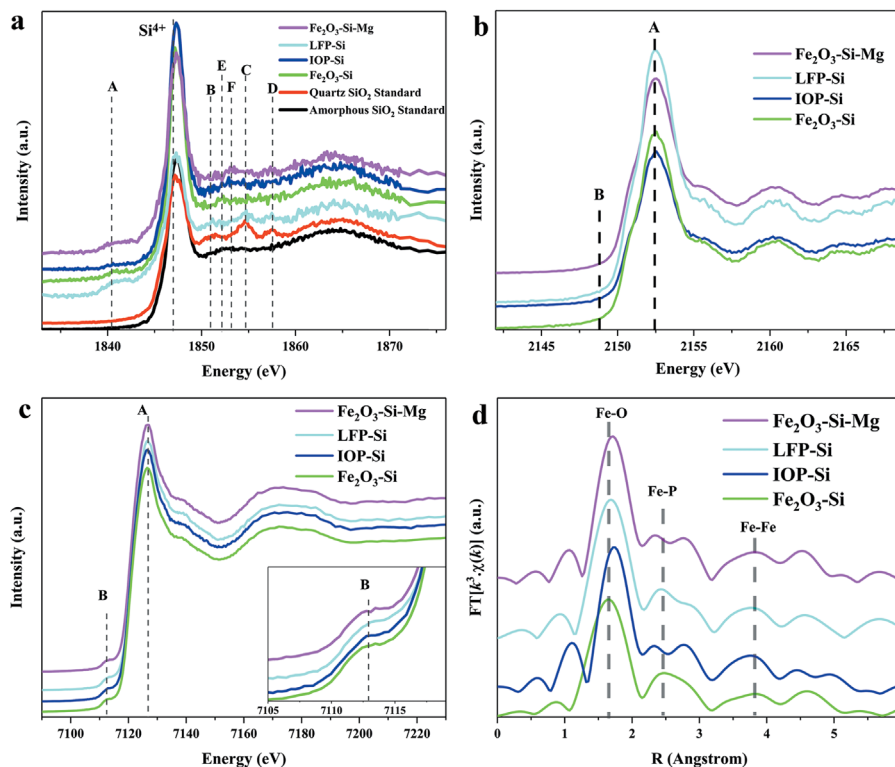 a
Si⁴⁺
A
B
E
F
C
D
Fe₂O₃-Si-Mg
LFP-Si
IOP-Si
Fe₂O₃-Si
Quartz SiO₂ Standard
Amorphous SiO₂ Standard
Intensity (a.u.)
1840 1850 1860 1870
Energy (eV)
b
A
B
Fe₂O₃-Si-Mg
LFP-Si
IOP-Si
Fe₂O₃-Si
Intensity (a.u.)
2145 2150 2155 2160 2165
Energy (eV)
c
A
B
Fe₂O₃-Si-Mg
LFP-Si
IOP-Si
Fe₂O₃-Si
B
7105 7110 7115
Intensity (a.u.)
7100 7120 7140 7160 7180 7200 7220
Energy (eV)
d
Fe-O
Fe-P
Fe-Fe
Fe₂O₃-Si-Mg
LFP-Si
IOP-Si
Fe₂O₃-Si
FT[k³.χ(k)] (a.u.)
0 1 2 3 4 5
R (Angstrom)